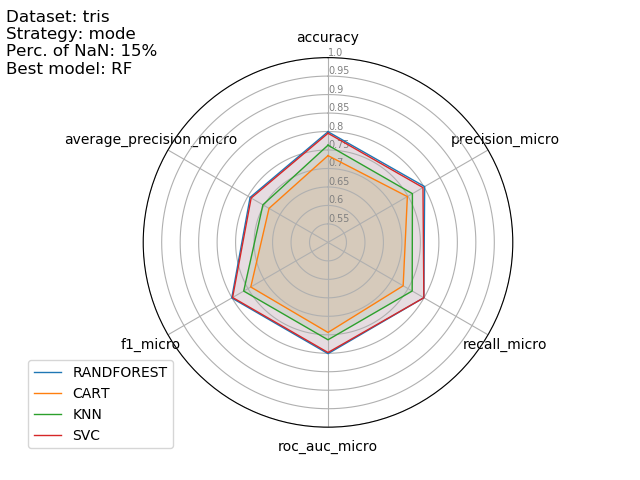 Dataset: tris
Strategy: mode
Perc. of NaN: 15%
Best model: RF
accuracy
1.0
0.95
0.9
0.85
0.8
0.75
0.7
0.65
0.6
0.55
average_precision_micro
precision_micro
f1_micro
recall_micro
roc_auc_micro
RANDFOREST
CART
KNN
SVC